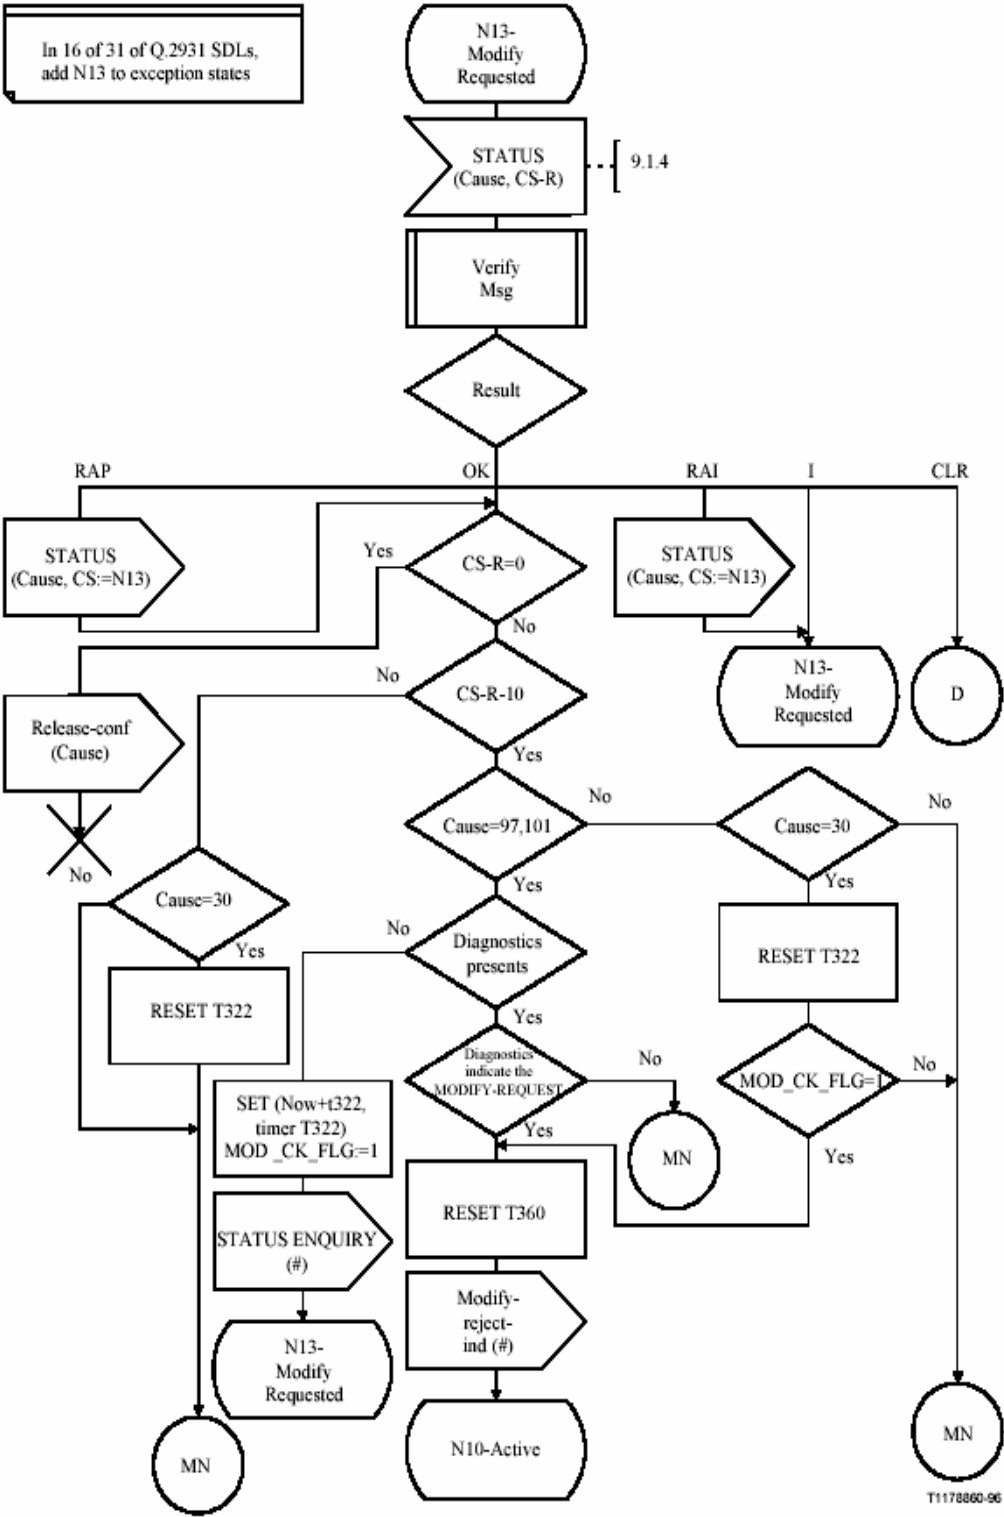 In 16 of 31 of Q.2931 SDLs,
add N13 to exception states
N13-
Modify
Requested
STATUS
(Cause, CS-R)
9.1.4
Verify
Msg
Result
RAP
OK
RAI
I
CLR
STATUS
(Cause, CS:=N13)
Yes
CS-R=0
STATUS
(Cause, CS:=N13)
No
N13-
Modify
Requested
D
No
CS-R-10
Release-conf
(Cause)
Yes
No
Cause=97,101
No
Cause=30
No
Cause=30
Yes
Yes
Yes
No
Diagnostics
presents
RESET T322
RESET T322
Yes
Diagnostics
indicate the
MODIFY-REQUEST
No
MOD_CK_FLG=1
No
SET (Now+t322,
timer T322)
MOD _CK_FLG:=1
Yes
MN
Yes
STATUS ENQUIRY
(#)
RESET T360
N13-
Modify
Requested
Modify-
reject-
ind (#)
MN
N10-Active
MN
T1178860-96